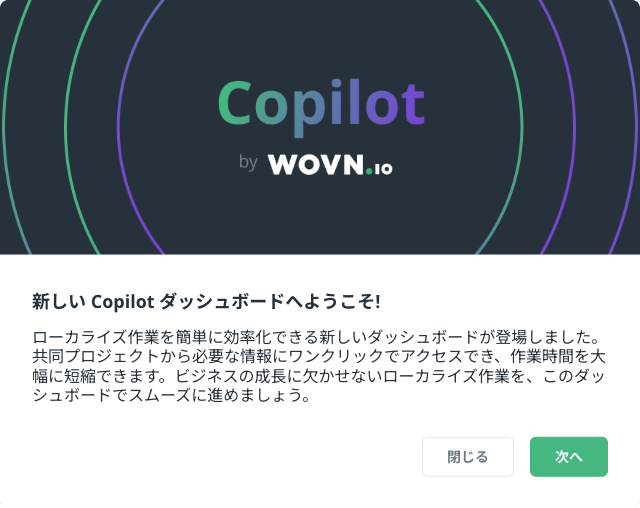 Copilot
by WOVN.IO
新しい Copilot ダッシュボードへようこそ!
ローカライズ作業を簡単に効率化できる新しいダッシュボードが登場しました。
共同プロジェクトから必要な情報にワンクリックでアクセスでき、作業時間を大
幅に短縮できます。ビジネスの成長に欠かせないローカライズ作業を、このダッ
シュボードでスムーズに進めましょう。
閉じる 次へ